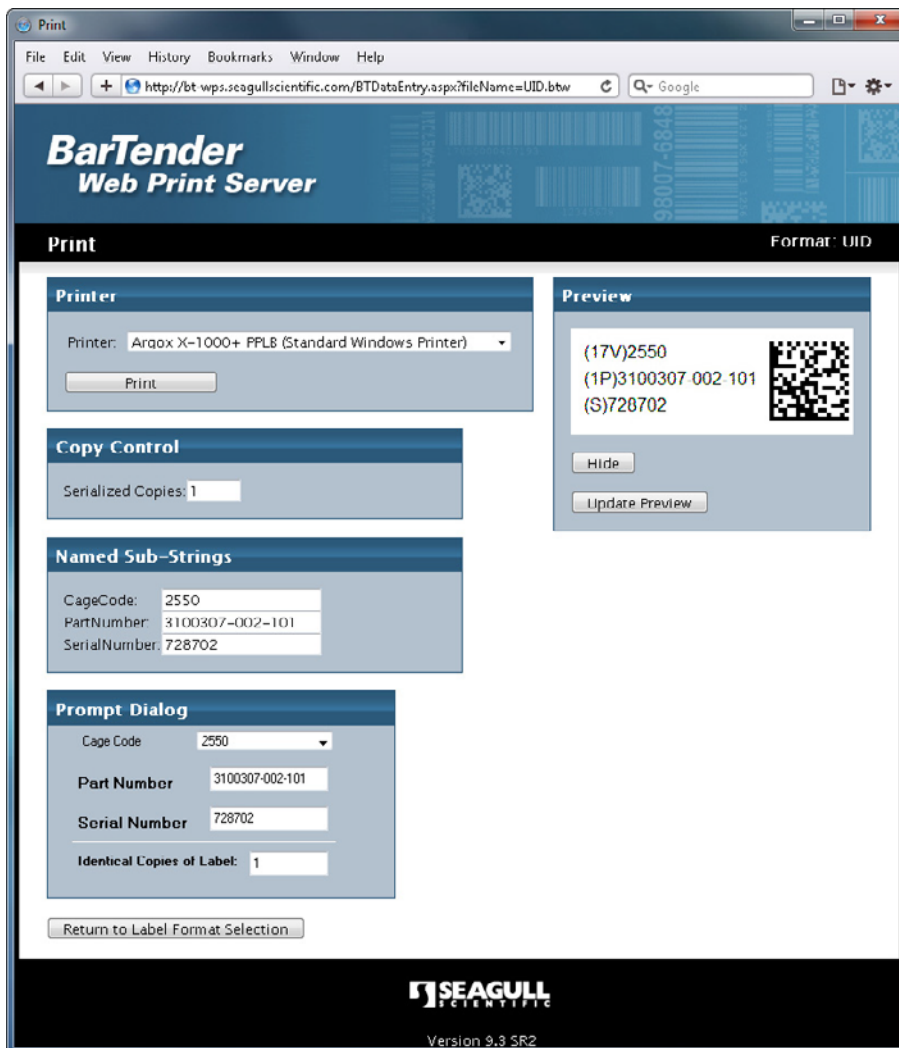 Print
File Edit View History Bookmarks Window Help
http://bt-wps.seagullscientific.com/BTDataEntry.aspx?fileName=UID.btw
Google
98007-6848
BarTender
Web Print Server
Print
Format: UID
Printer
Printer: Argox X-1000+ PPLB (Standard Windows Printer)
Print
Copy Control
Serialized Copies: 1
Named Sub-Strings
CageCode: 2550
PartNumber: 3100307-002-101
SerialNumber: 728702
Prompt Dialog
Cage Code 2550
Part Number 3100307-002-101
Serial Number 728702
Identical Copies of Label: 1
Return to Label Format Selection
Preview
(17V)2550
(1P)3100307-002-101
(S)728702
Hide
Update Preview
SEAGULL
SCIENTIFIC
Version 9.3 SR2